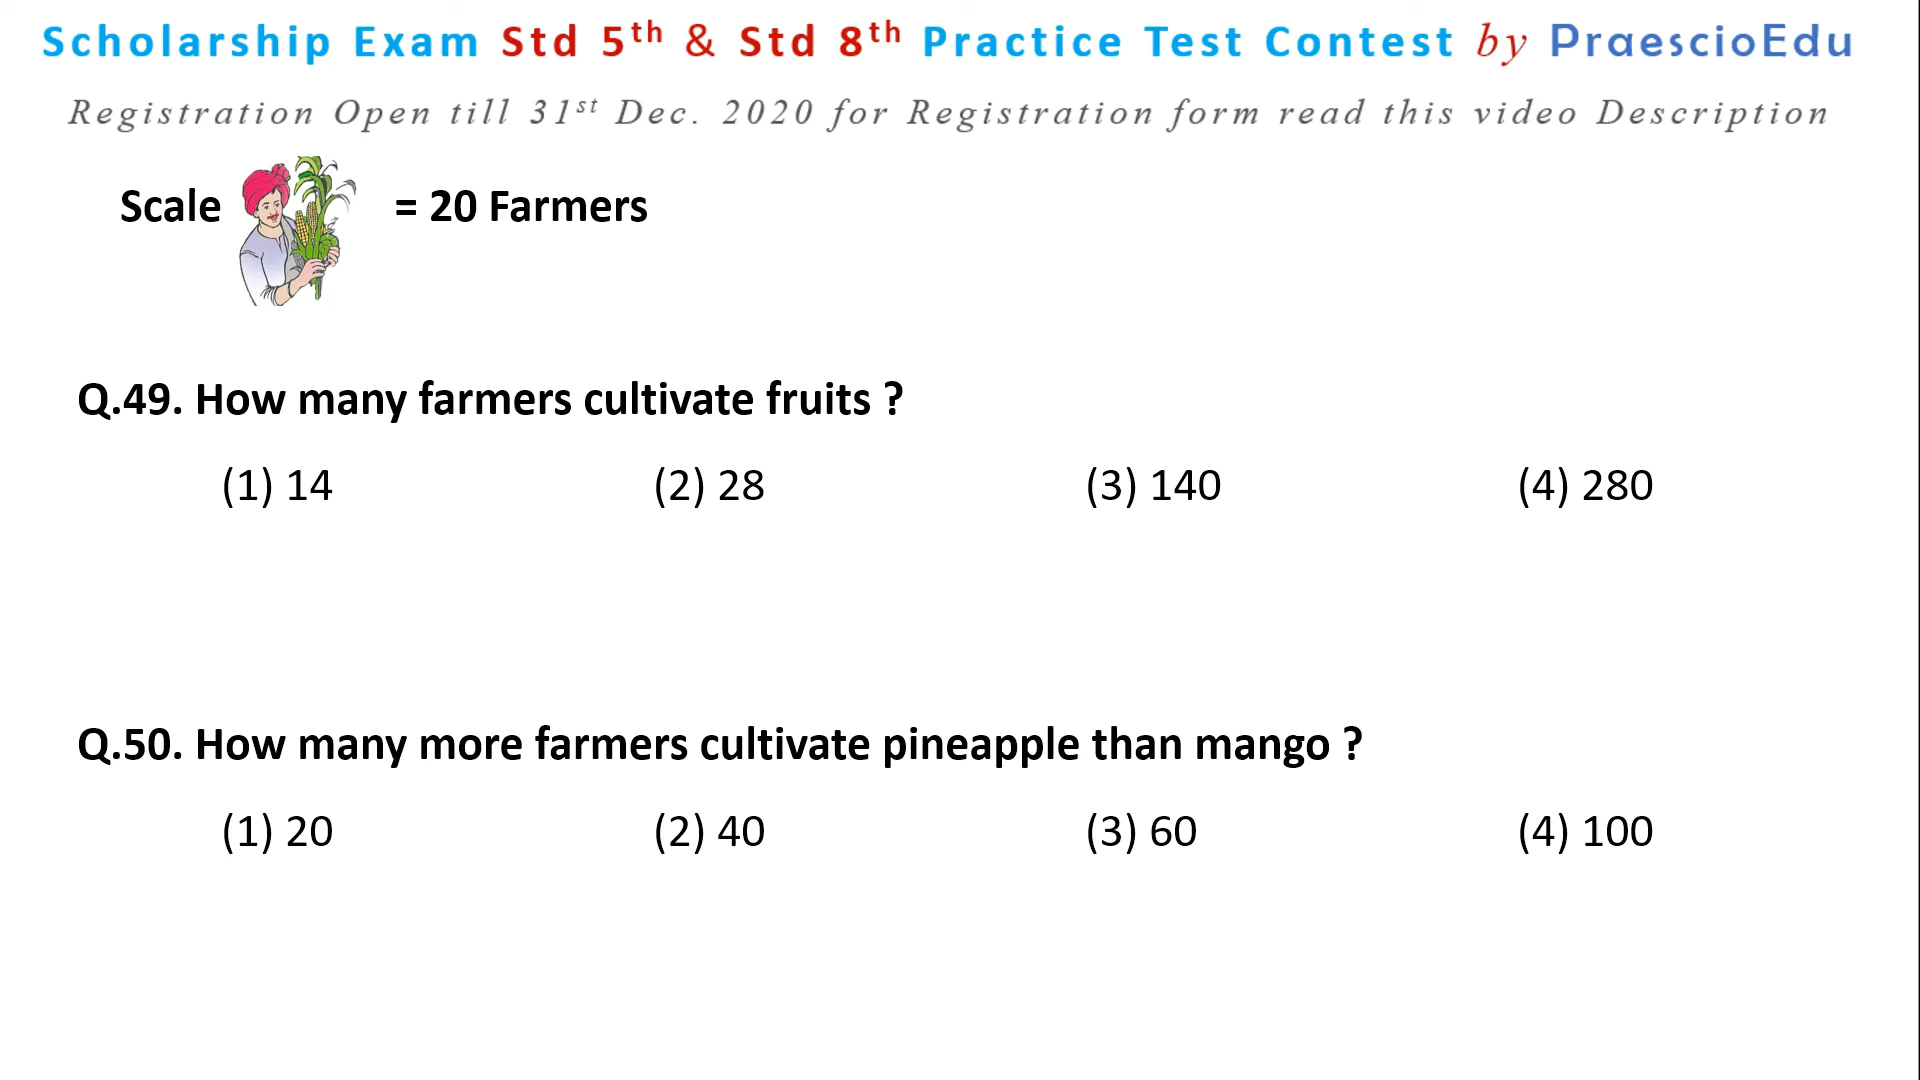 Scholarship Exam Std 5th & Std 8th Practice Test Contest by PraescioEdu
Registration Open till 31st Dec. 2020 for Registration form read this video Description
Scale = 20 Farmers
Q.49. How many farmers cultivate fruits ?
(1) 14 (2) 28 (3) 140 (4) 280
Q.50. How many more farmers cultivate pineapple than mango ?
(1) 20 (2) 40 (3) 60 (4) 100